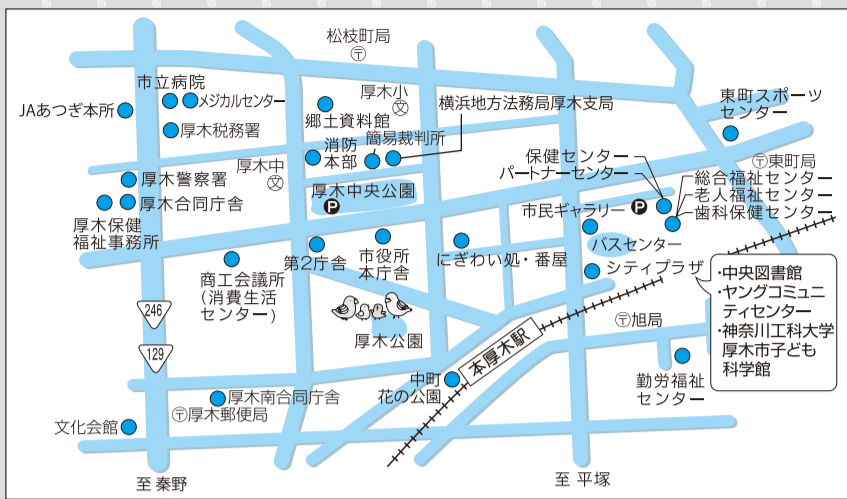 松枝町局
〒
市立病院
メジカルセンター
JAあつぎ本所
厚木税務署
郷土資料館
厚木小
文
横浜地方法務局厚木支局
東町スポーツ
センター
消防
本部
簡易裁判所
厚木中
文
保健センター
パートナーセンター
〒東町局
総合福祉センター
老人福祉センター
歯科保健センター
厚木警察署
厚木合同庁舎
厚木保健
福祉事務所
厚木中央公園
P
市民ギャラリー
P
バスセンター
シティプラザ
第2庁舎
市役所
本庁舎
にぎわい処・番屋
商工会議所
(消費生活
センター)
・中央図書館
・ヤングコミュニ
ティセンター
・神奈川工科大学
厚木市子ども
科学館
246
129
厚木公園
本厚木駅
〒旭局
勤労福祉
センター
中町
花の公園
厚木南合同庁舎
〒厚木郵便局
文化会館
至 秦野
至 平塚